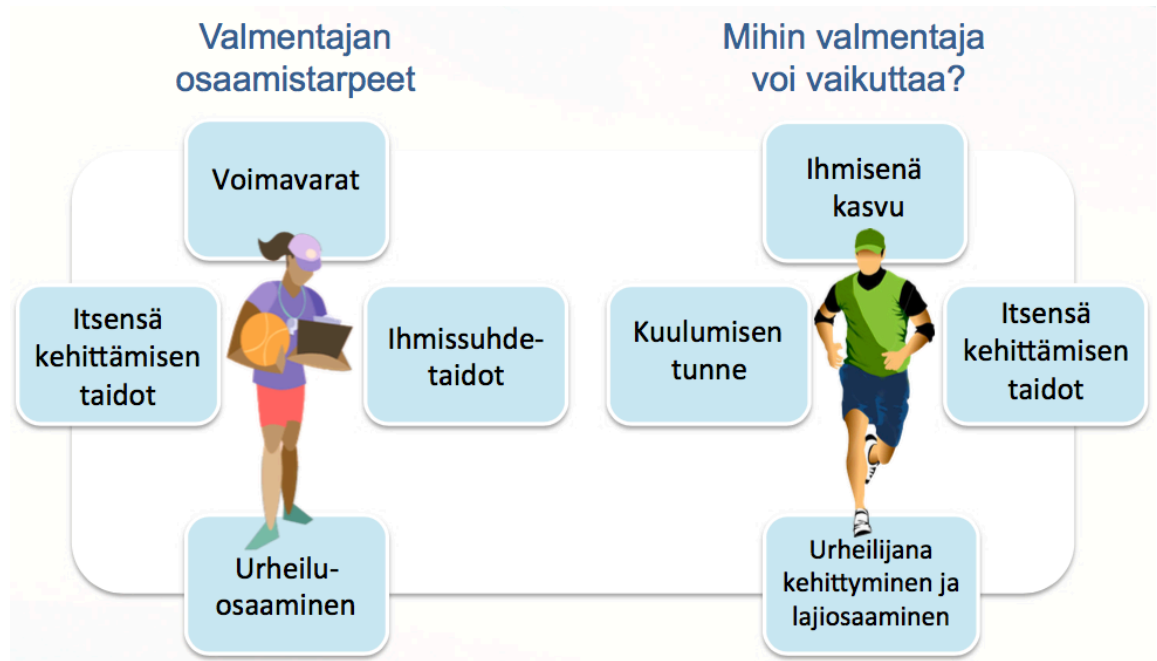 Valmentajan
osaamistarpeet
Voimavarat
Itsensä
kehittämisen
taidot
Ihmissuhde-
taidot
Urheilu-
osaaminen
Mihin valmentaja
voi vaikuttaa?
Ihmisenä
kasvu
Kuulumisen
tunne
Itsensä
kehittämisen
taidot
Urheilijana
kehittyminen ja
lajiosaaminen